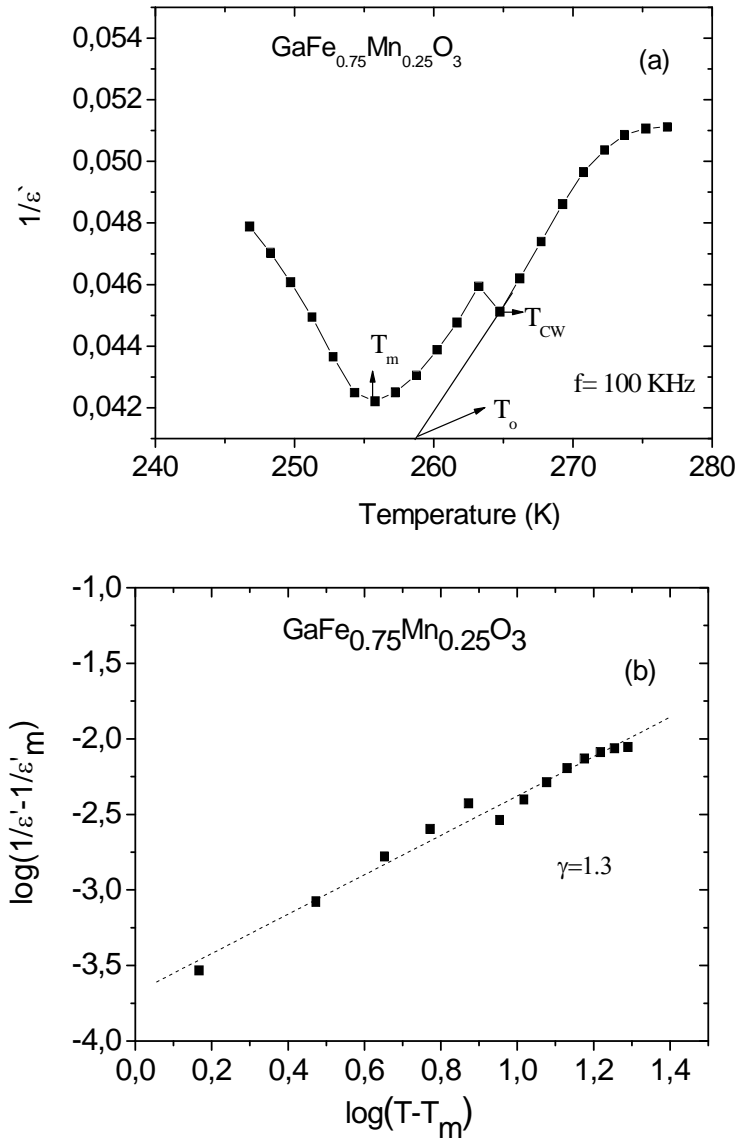 0,054
GaFe0.75Mn0.25O3
(a)
0,052
0,050
1/ε`
0,048
0,046
TCW
Tm
0,044
f= 100 KHz
0,042
To
240 250 260 270 280
Temperature (K)
-1,0
GaFe0.75Mn0.25O3
-1,5
(b)
-2,0
log(1/ε'-1/ε'm)
-2,5
γ=1.3
-3,0
-3,5
-4,0
0,0 0,2 0,4 0,6 0,8 1,0 1,2 1,4
log(T-Tm)